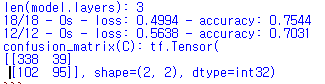 len(model.layers): 3
18/18 - 0s - loss: 0.4994 - accuracy: 0.7544
12/12 - 0s - loss: 0.5638 - accuracy: 0.7031
confusion_matrix(C): tf.Tensor(
[[338  39]
[102  95]], shape=(2, 2), dtype=int32)